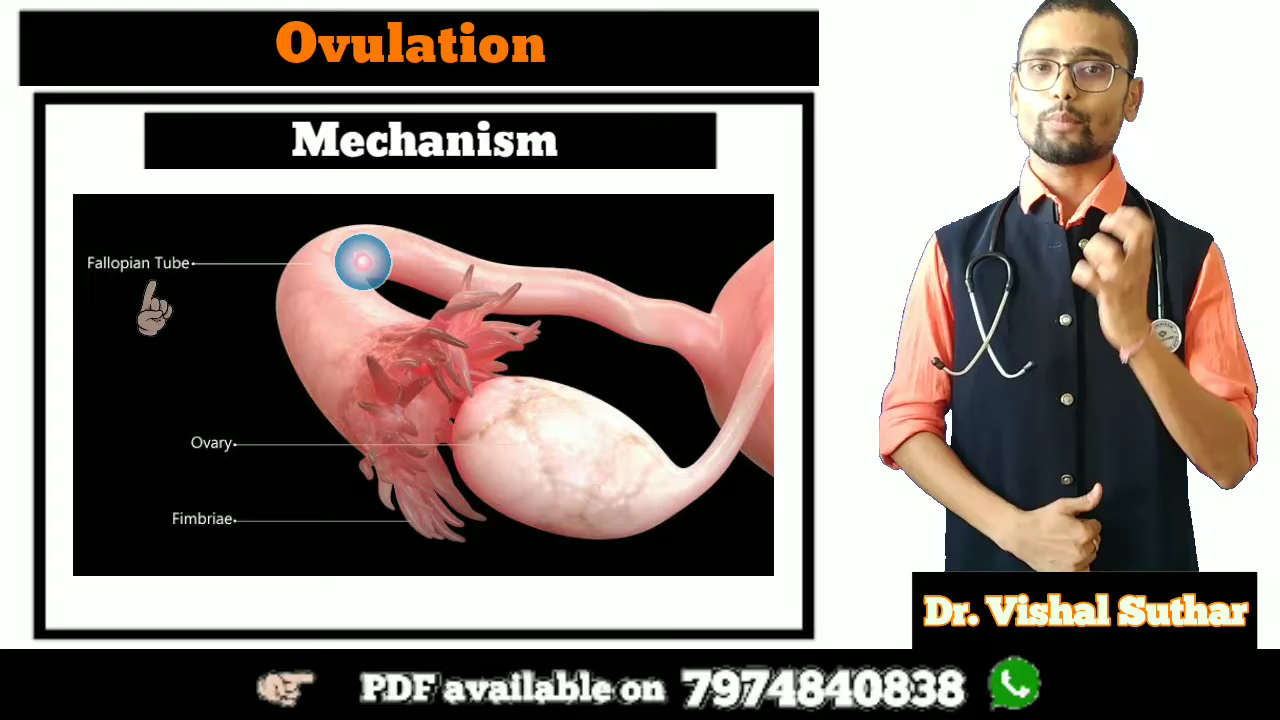 Ovulation
Mechanism
Fallopian Tube
Ovary
Fimbriae
Dr. Vishal Suthar
PDF available on 7974840838